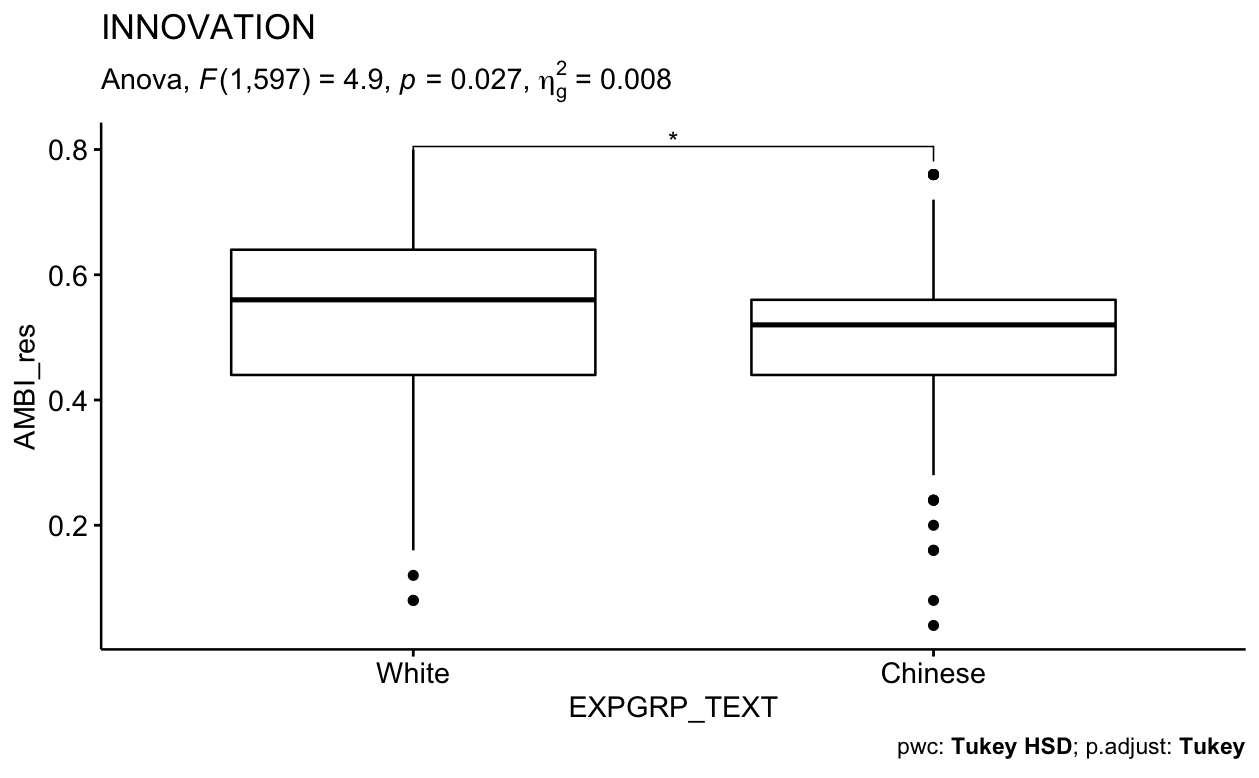 INNOVATION
Anova, F(1,597) = 4.9, p = 0.027, η²g = 0.008
*
0.8
0.6
0.4
0.2
AMBI_res
White Chinese
EXPGRP_TEXT
pwc: Tukey HSD; p.adjust: Tukey